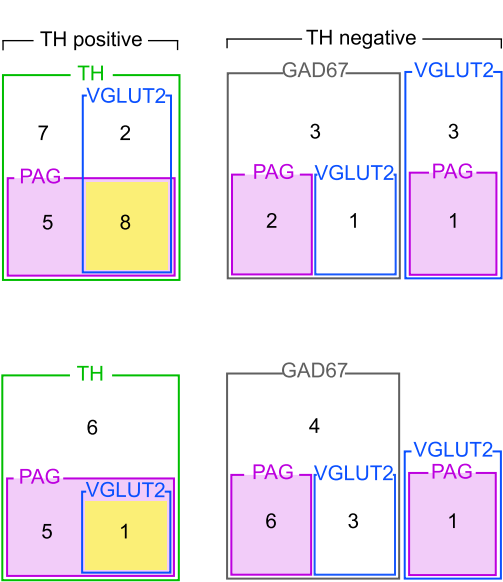 TH positive
TH negative
TH
GAD67
VGLUT2
VGLUT2
7
2
3
3
PAG
PAG
VGLUT2
PAG
5
8
2
1
1
TH
GAD67
6
4
VGLUT2
PAG
VGLUT2
PAG
VGLUT2
PAG
5
1
6
3
1